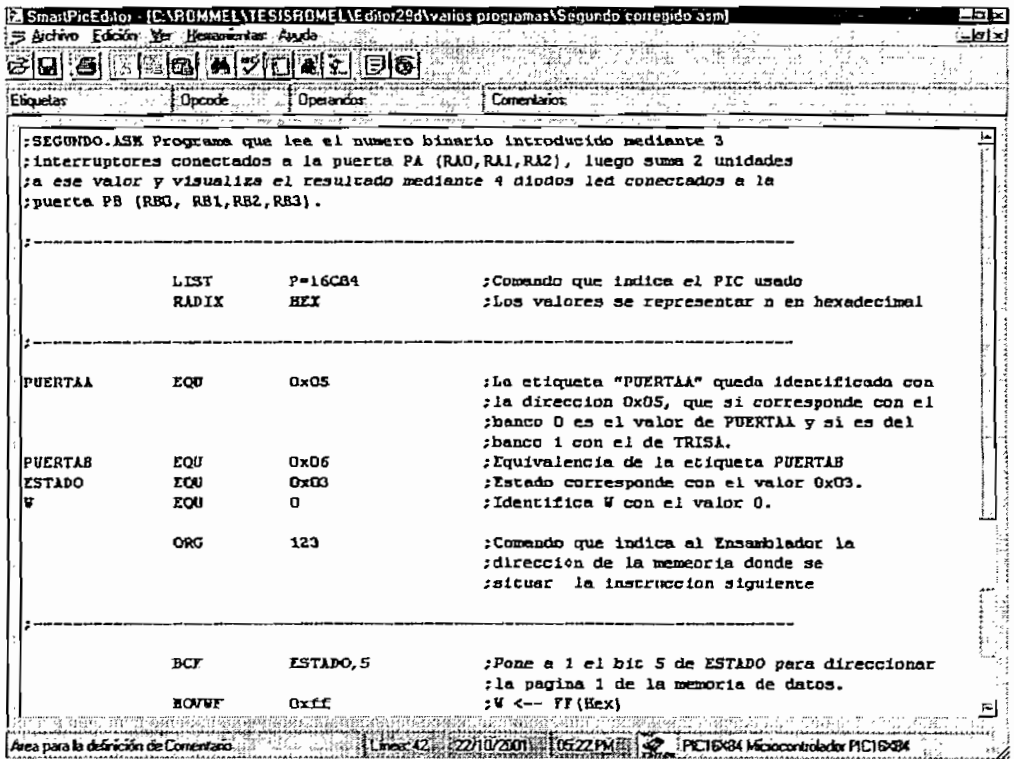 SmartPicEditor - [C:\ROMMEL\TESISROMEL\Editor29d\varios programas\Segundo corregido asm]
Archivo Edición Ver Herramientas Ayuda
Etiquetas Opcode Operandos Comentarios
;SEGUNDO.ASM Programa que lee el numero binario introducido mediante 3
;interruptores conectados a la puerta PA (RA0,RA1,RA2), luego suma 2 unidades
;a ese valor y visualiza el resultado mediante 4 diodos led conectados a la
;puerta PB (RB0, RB1,RB2,RB3).
;------------------------------------------------------------------------
LIST P=16C84 ;Comando que indica el PIC usado
RADIX HEX ;Los valores se representar n en hexadecimal
;------------------------------------------------------------------------
PUERTAA EQU 0x05 ;La etiqueta "PUERTAA" queda identificada con
;la direccion 0x05, que si corresponde con el
;banco 0 es el valor de PUERTAA y si es del
;banco 1 con el de TRISA.
PUERTAB EQU 0x06 ;Equivalencia de la etiqueta PUERTAB
ESTADO EQU 0x03 ;Estado corresponde con el valor 0x03.
W EQU 0 ;Identifica W con el valor 0.
ORG 123 ;Comando que indica al Ensamblador la
;dirección de la memeoria donde se
;situar la instruccion siguiente
;------------------------------------------------------------------------
BCF ESTADO,5 ;Pone a 1 el bit 5 de ESTADO para direccionar
;la pagina 1 de la memoria de datos.
MOVWF 0xff ;W <-- FF(Hex)
Area para la definición de Comentario Linea: 42 22/10/2001 05:22 PM PIC16X84 Microcontrolador PIC16X84